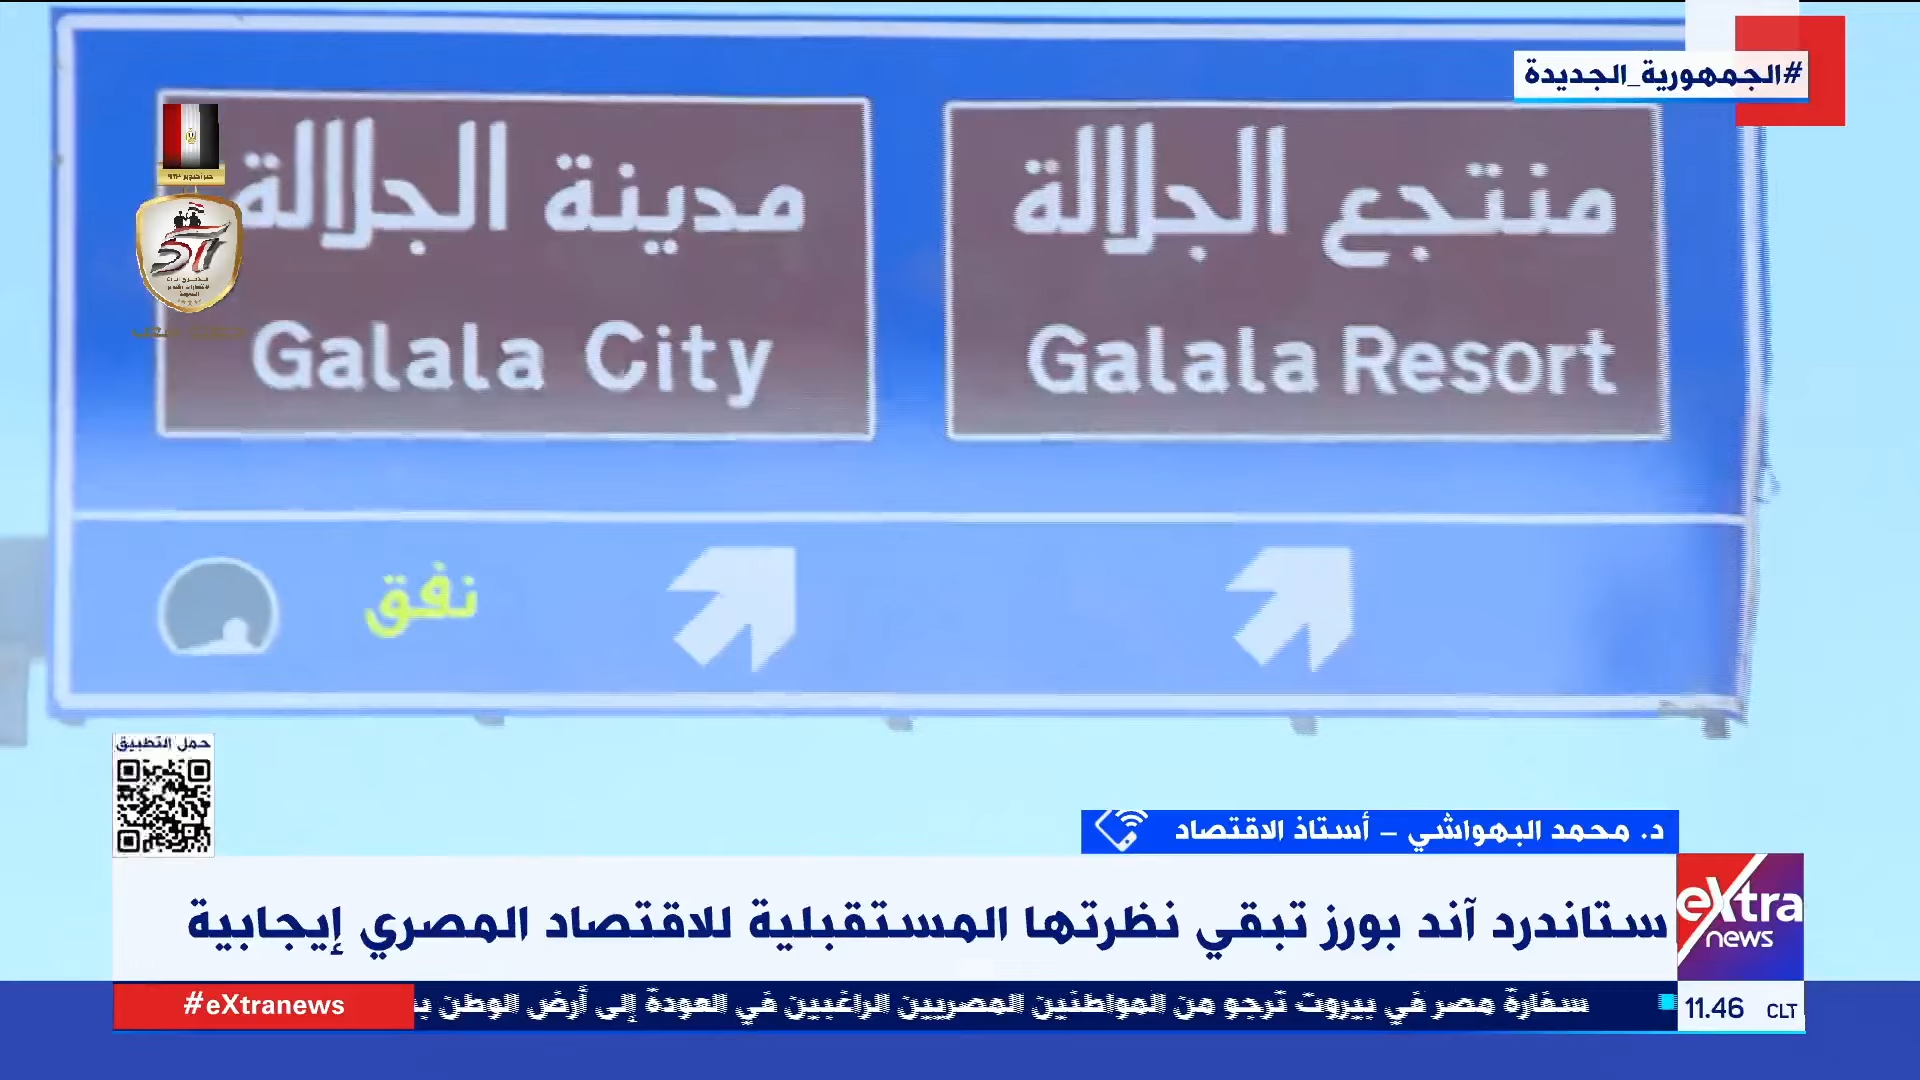 #الجمهورية_الجديدة
منتجع الجلالة
Galala Resort
مدينة الجلالة
Galala City
نفق
حمل التطبيق
د. محمد البهواشي – أستاذ الاقتصاد
ستاندرد آند بورز تبقي نظرتها المستقبلية للاقتصاد المصري إيجابية
eXtra
news
سفارة مصر في بيروت ترجو من المواطنين المصريين الراغبين في العودة إلى أرض الوطن
#eXtranews
11.46 CLT